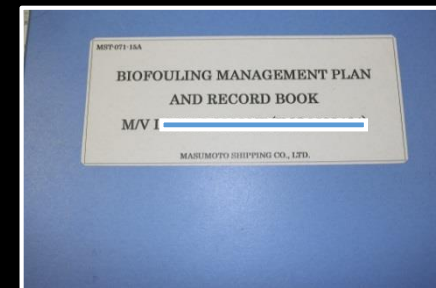 MST-071-15A
BIOFOULING MANAGEMENT PLAN
AND RECORD BOOK
M/V
MASUMOTO SHIPPING CO., LTD.